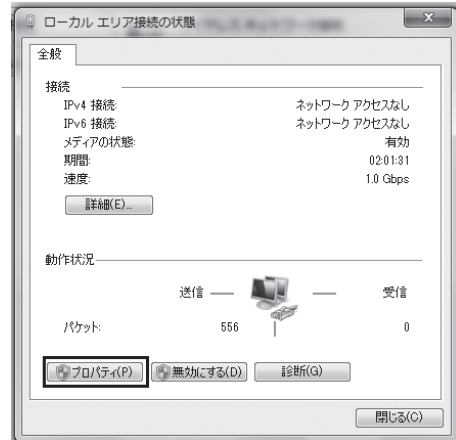 ローカル エリア接続の状態
全般
接続
IPv4 接続: ネットワーク アクセスなし
IPv6 接続: ネットワーク アクセスなし
メディアの状態: 有効
期間: 02:01:31
速度: 1.0 Gbps
詳細(E)...
動作状況
送信 受信
パケット: 556 0
プロパティ(P) 無効にする(D) 診断(G)
閉じる(C)